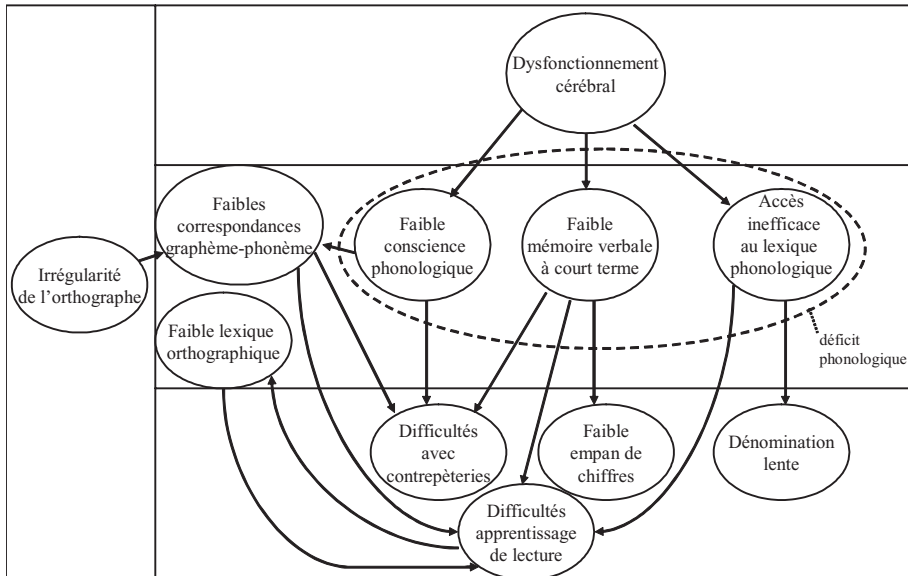 Dysfonctionnement
cérébral
Faibles
correspondances
graphème-phonème
Faible
conscience
phonologique
Faible
mémoire verbale
à court terme
Accès
inefficace
au lexique
phonologique
Irrégularité
de l’orthographe
Faible lexique
orthographique
déficit
phonologique
Difficultés
avec
contrepèteries
Faible
empan de
chiffres
Dénomination
lente
Difficultés
apprentissage
de lecture